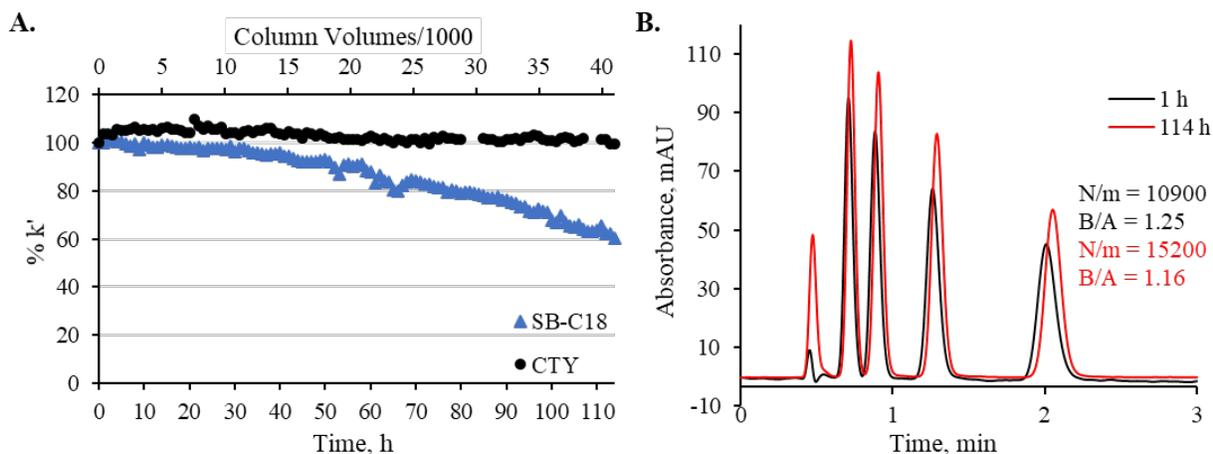 A.
Column Volumes/1000
0 5 10 15 20 25 30 35 40
120
100
80
60
40
20
0
% k'
SB-C18
CTY
0 10 20 30 40 50 60 70 80 90 100 110
Time, h
B.
110
90
70
50
30
10
-10
Absorbance, mAU
1 h
114 h
N/m = 10900
B/A = 1.25
N/m = 15200
B/A = 1.16
0 1 2 3
Time, min